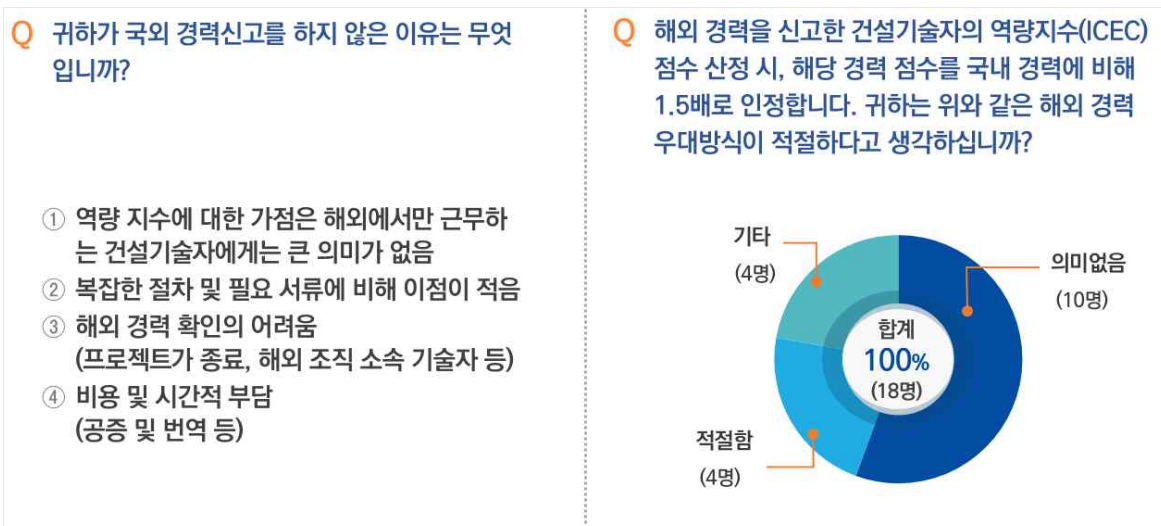 Q 귀하가 국외 경력신고를 하지 않은 이유는 무엇
입니까?
① 역량 지수에 대한 가점은 해외에서만 근무하
는 건설기술자에게는 큰 의미가 없음
② 복잡한 절차 및 필요 서류에 비해 이점이 적음
③ 해외 경력 확인의 어려움
(프로젝트가 종료, 해외 조직 소속 기술자 등)
④ 비용 및 시간적 부담
(공증 및 번역 등)
Q 해외 경력을 신고한 건설기술자의 역량지수(ICEC)
점수 산정 시, 해당 경력 점수를 국내 경력에 비해
1.5배로 인정합니다. 귀하는 위와 같은 해외 경력
우대방식이 적절하다고 생각하십니까?
기타
(4명)
의미없음
(10명)
합계
100%
(18명)
적절함
(4명)